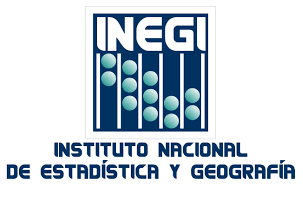 INEGI
INSTITUTO NACIONAL
DE ESTADÍSTICA Y GEOGRAFÍA